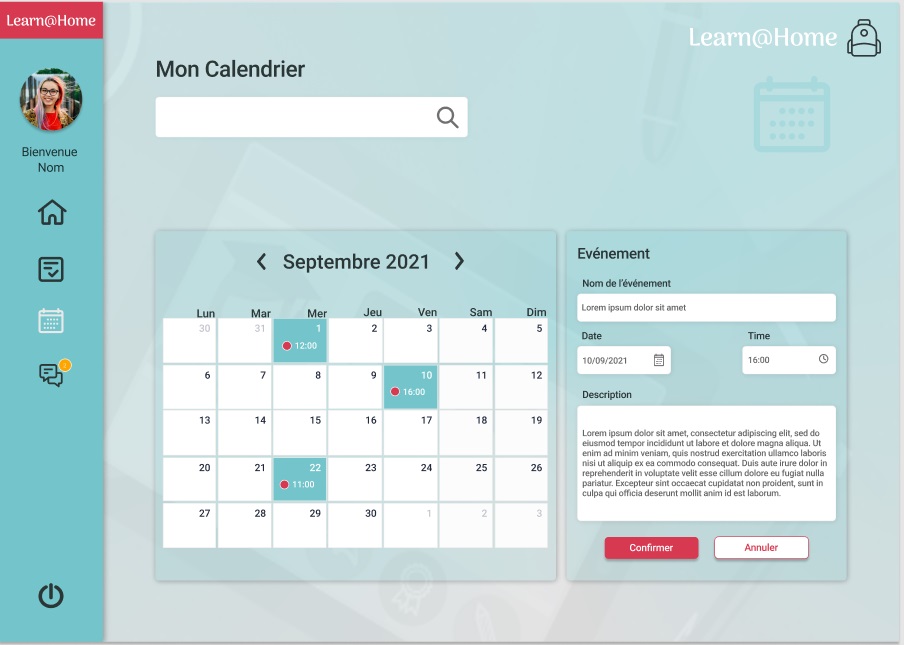 Learn@Home
Learn@Home
Mon Calendrier
Bienvenue
Nom
Septembre 2021
Lun Mar Mer Jeu Ven Sam Dim
30 31 1 2 3 4 5
12:00
6 7 8 9 10 11 12
16:00
13 14 15 16 17 18 19
20 21 22 23 24 25 26
11:00
27 28 29 30 1 2 3
Evénement
Nom de l'événement
Lorem ipsum dolor sit amet
Date Time
10/09/2021 16:00
Description
Lorem ipsum dolor sit amet, consectetur adipiscing elit, sed do
eiusmod tempor incididunt ut labore et dolore magna aliqua. Ut
enim ad minim veniam, quis nostrud exercitation ullamco laboris
nisi ut aliquip ex ea commodo consequat. Duis aute irure dolor in
reprehenderit in voluptate velit esse cillum dolore eu fugiat nulla
pariatur. Excepteur sint occaecat cupidatat non proident, sunt in
culpa qui officia deserunt mollit anim id est laborum.
Confirmer Annuler